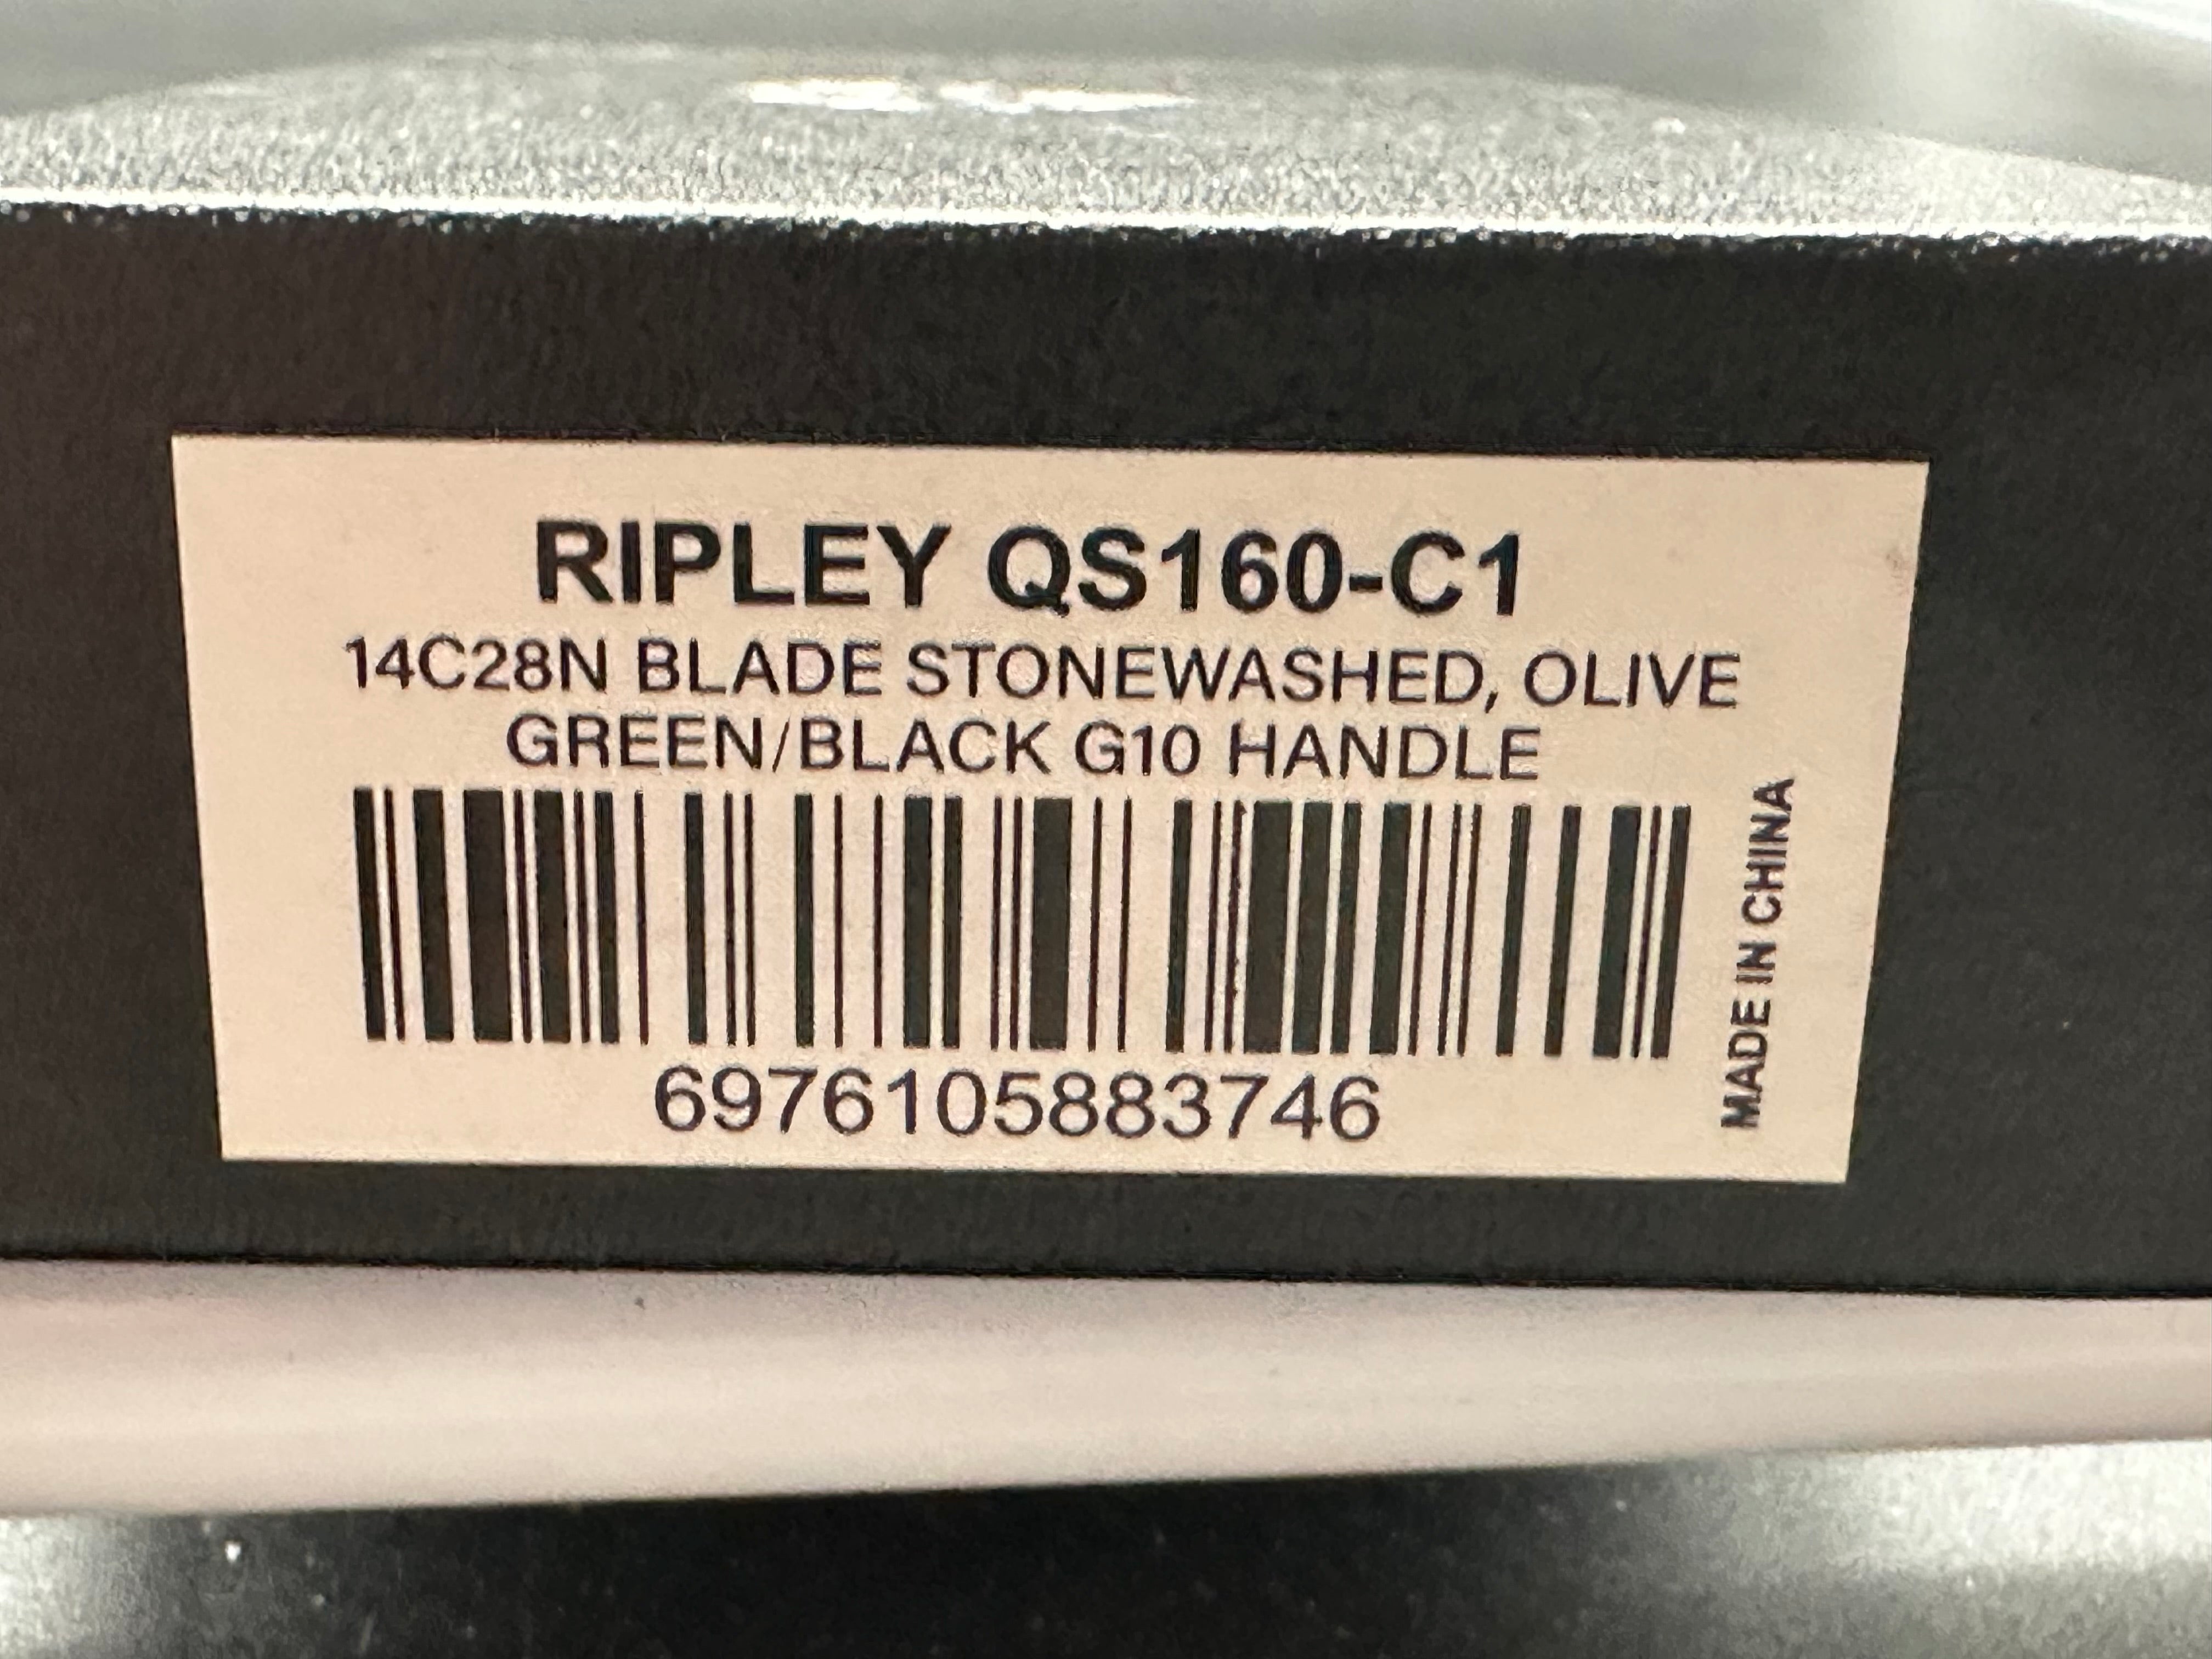 RIPLEY QS160-C1
14C28N BLADE STONEWASHED, OLIVE
GREEN/BLACK G10 HANDLE
6976105883746
MADE IN CHINA